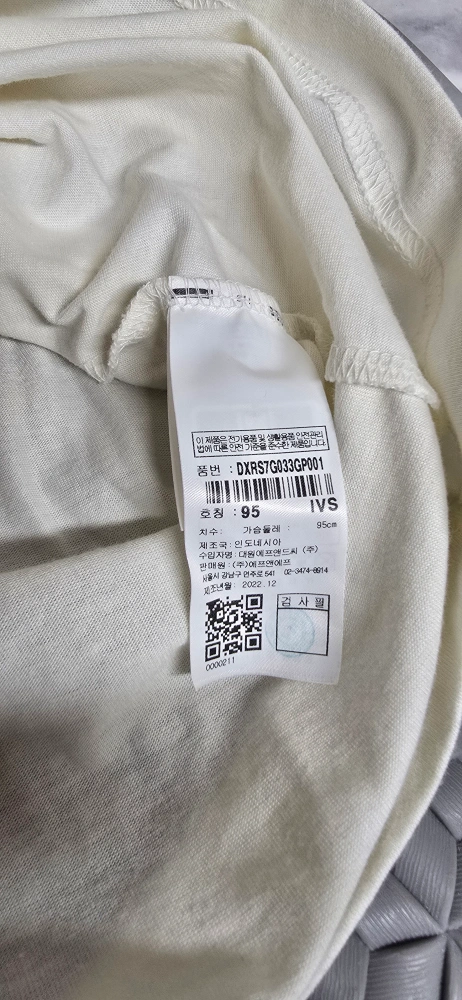 이 제품은 전기용품 및 생활용품 안전관리
법에 따른 안전 기준을 준수한 제품입니다.
품번 : DXRS7G033GP001
호칭 : 95 IVS
치수 : 가슴둘레 : 95cm
제조국 : 인도네시아
수입자명 : 대원에프앤드씨 (주)
판매원 : (주)에프앤에프
서울시 강남구 언주로 541 02-3474-8914
제조년월 : 2022.12
검 사 필
0000211